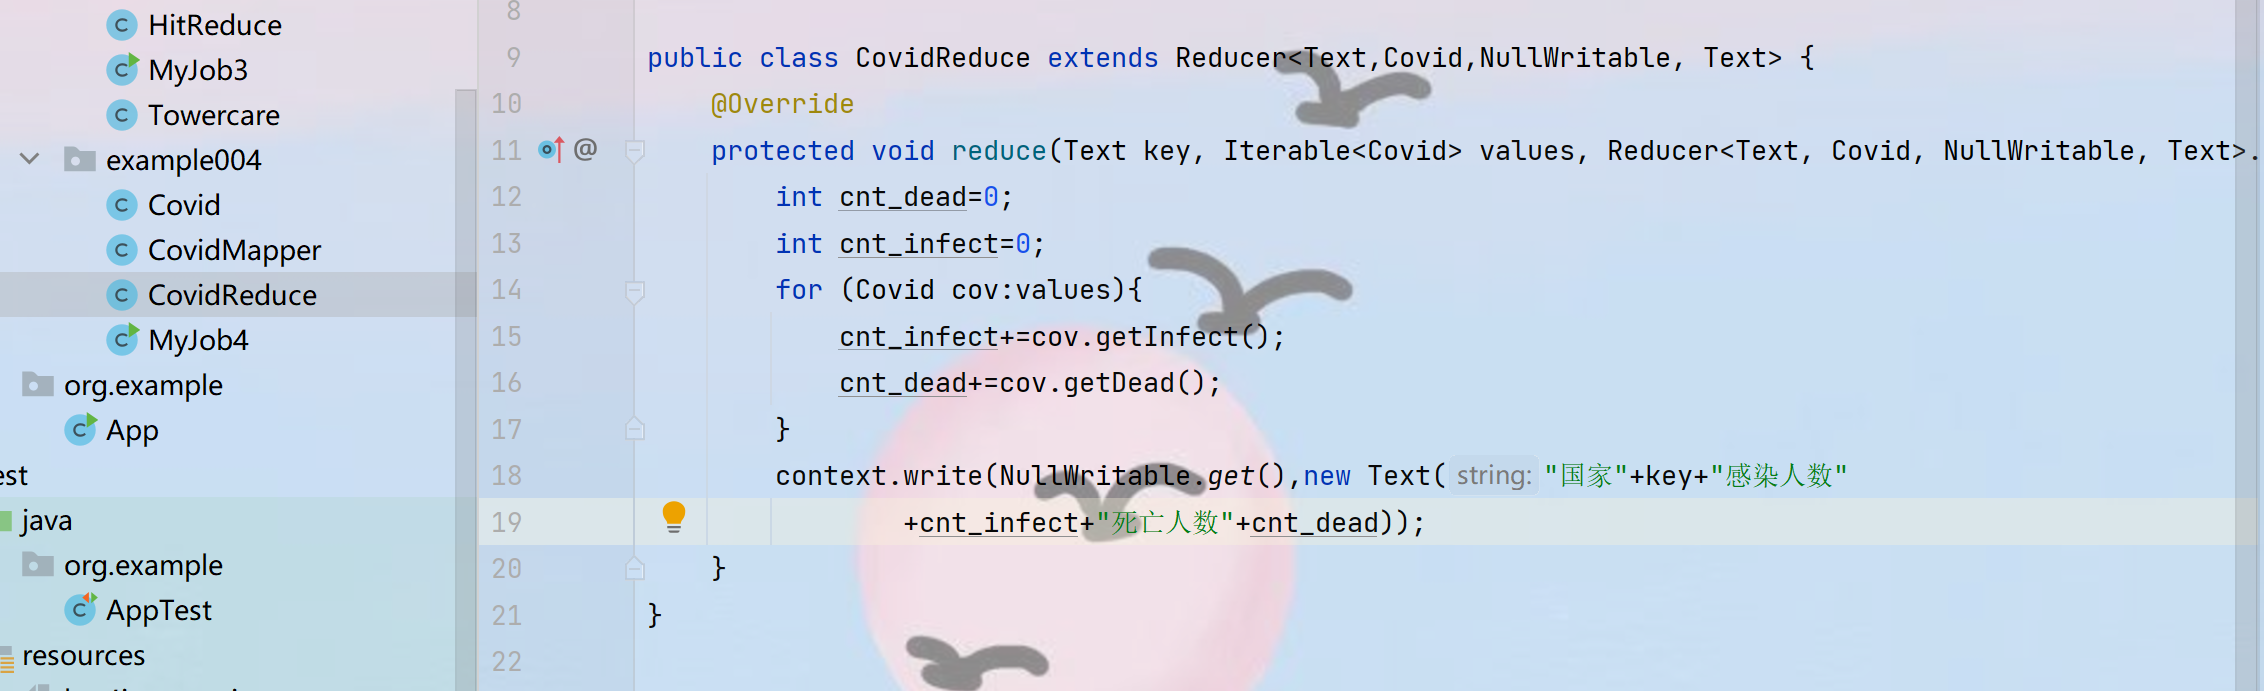 HitReduce
MyJob3
Towercare
example004
Covid
CovidMapper
CovidReduce
MyJob4
org.example
App
est
java
org.example
AppTest
resources
8
9 public class CovidReduce extends Reducer<Text,Covid,NullWritable, Text> {
10 @Override
11 @ protected void reduce(Text key, Iterable<Covid> values, Reducer<Text, Covid, NullWritable, Text>.
12 int cnt_dead=0;
13 int cnt_infect=0;
14 for (Covid cov:values){
15 cnt_infect+=cov.getInfect();
16 cnt_dead+=cov.getDead();
17 }
18 context.write(NullWritable.get(),new Text( string: "国家"+key+"感染人数"
19 +cnt_infect+"死亡人数"+cnt_dead));
20 }
21 }
22